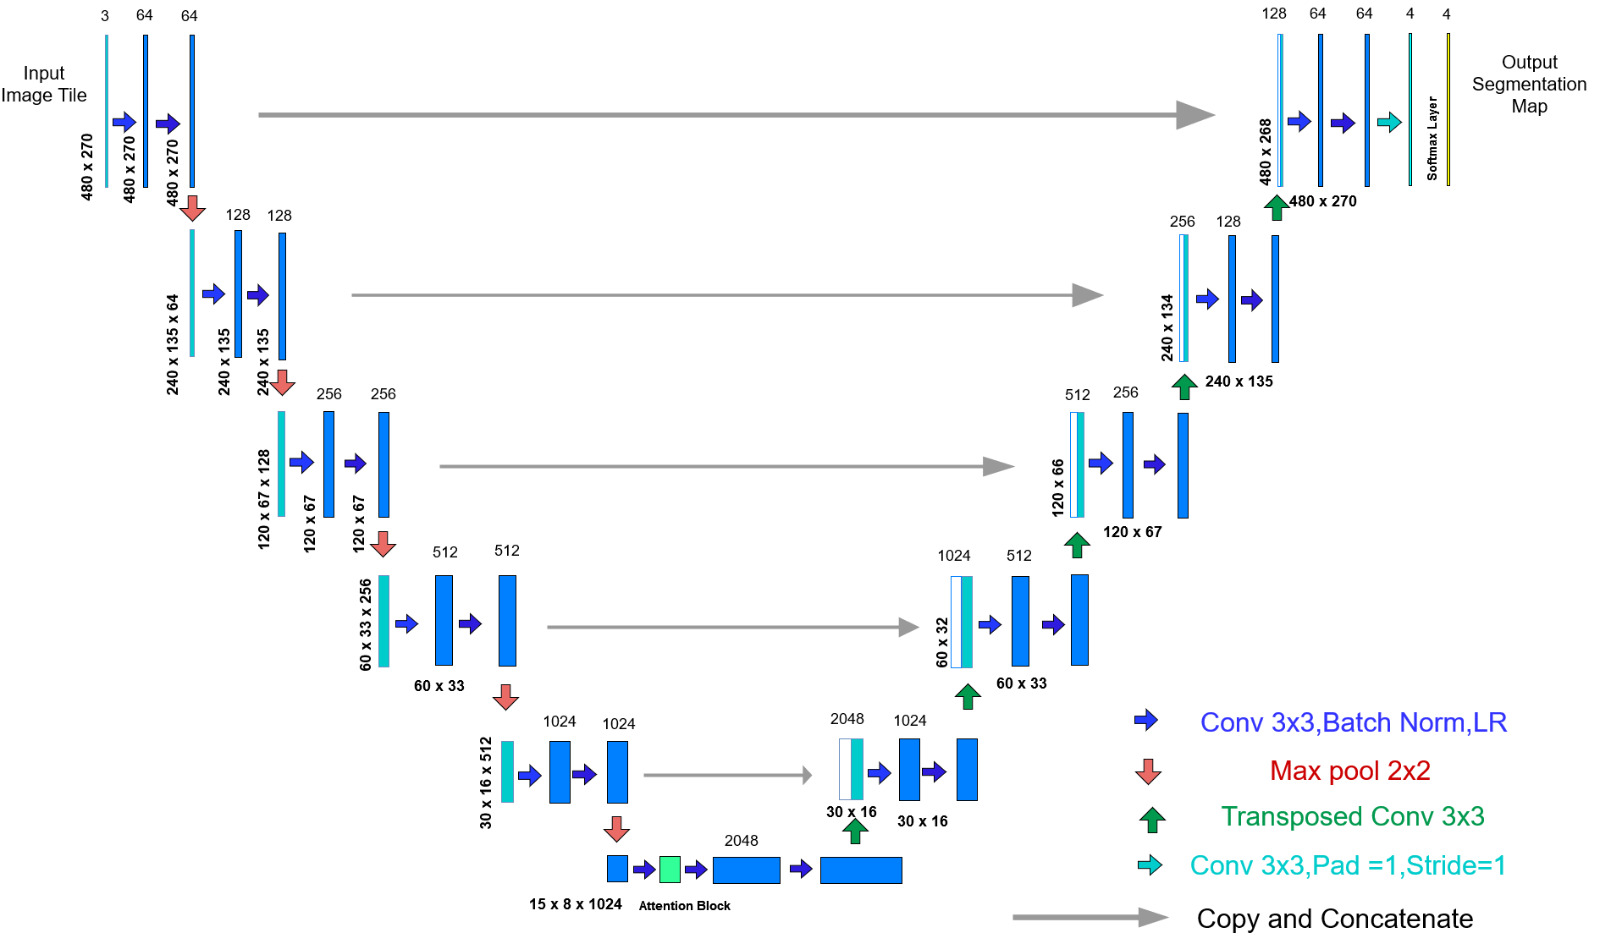 3 64 64
Input
Image Tile
480 x 270
480 x 270
480 x 270
128 64 64 4 4
480 x 268
Softmax Layer
Output
Segmentation
Map
480 x 270
128 128
240 x 135 x 64
240 x 135
240 x 135
256 128
240 x 134
240 x 135
256 256
120 x 67 x 128
120 x 67
120 x 67
512 256
120 x 66
120 x 67
512 512
60 x 33 x 256
60 x 33
1024 512
60 x 32
60 x 33
1024 1024
30 x 16 x 512
2048 1024
30 x 16
30 x 16
2048
15 x 8 x 1024
Attention Block
Conv 3x3,Batch Norm,LR
Max pool 2x2
Transposed Conv 3x3
Conv 3x3,Pad =1,Stride=1
Copy and Concatenate